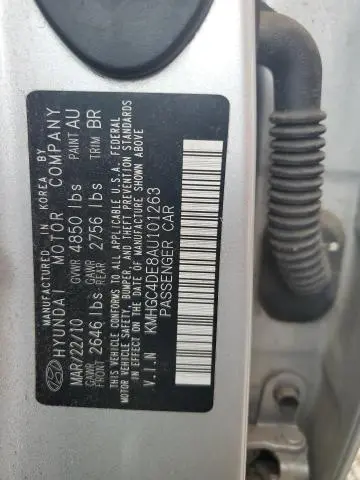 MANUFACTURED IN KOREA BY
HYUNDAI MOTOR COMPANY
MAR/22/10 GVWR 4850 lbs PAINT AU
GAWR FRONT 2646 lbs GAWR REAR 2756 lbs TRIM BR
THIS VEHICLE CONFORMS TO ALL APPLICABLE U.S.A. FEDERAL
MOTOR VEHICLE SAFETY, BUMPER, AND THEFT PREVENTION STANDARDS
IN EFFECT ON THE DATE OF MANUFACTURE SHOWN ABOVE
V.I.N KMHGC4DE8AU101263
PASSENGER CAR